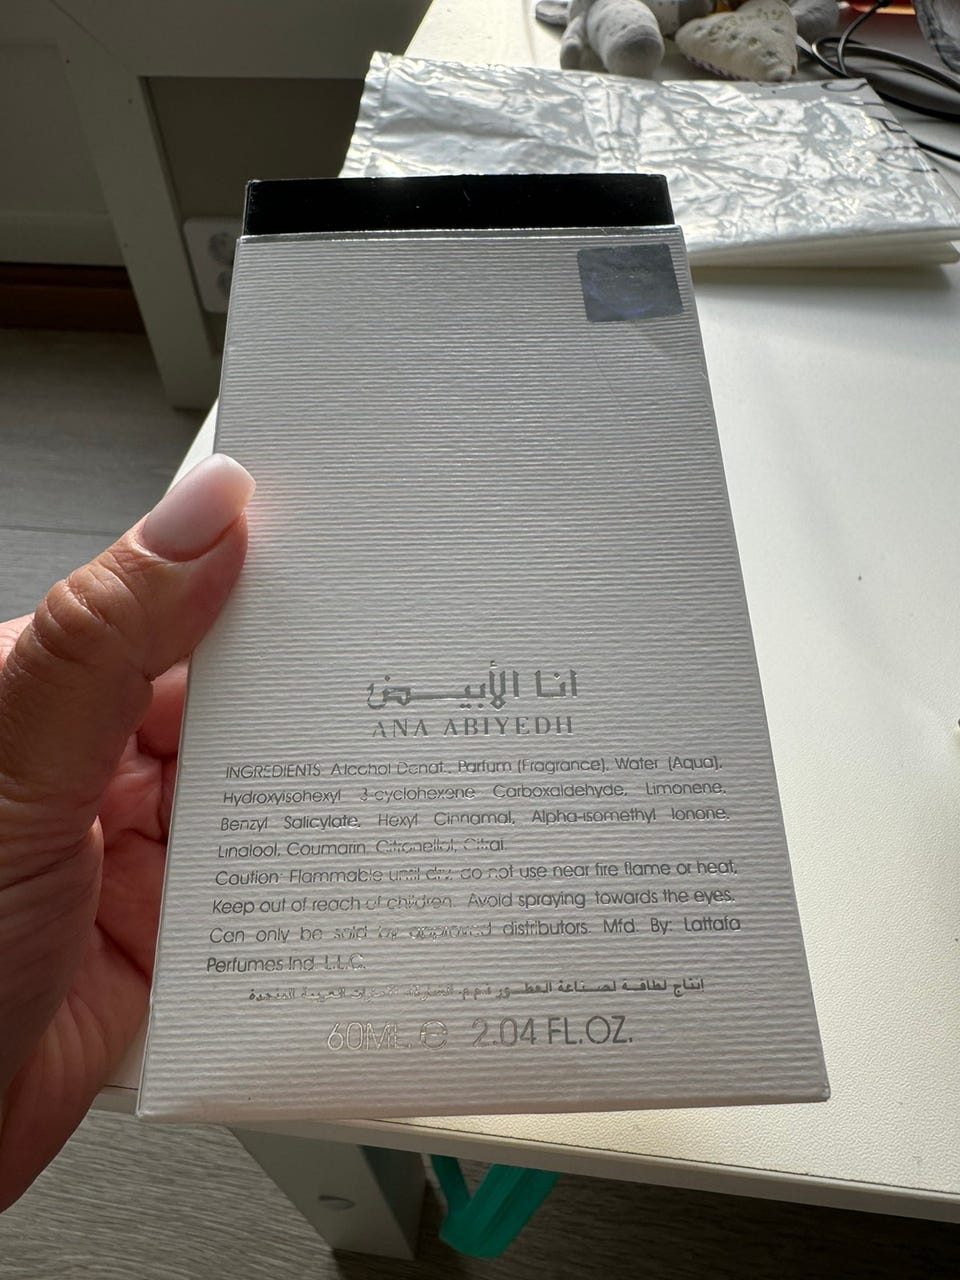 انا الأبيـــض
ANA ABIYEDH
INGREDIENTS Alcohol Denat., Parfum (Fragrance), Water (Aqua),
Hydroxyisohexyl 3-cyclohexene Carboxaldehyde, Limonene,
Benzyl Salicylate, Hexyl Cinnamal, Alpha-isomethyl Ionone,
Linalool, Coumarin, Citronellol, Citral
Caution: Flammable until dry, do not use near fire flame or heat,
Keep out of reach of children. Avoid spraying towards the eyes.
Can only be sold by approved distributors. Mfd. By: Lattafa
Perfumes Ind. L.L.C.
إنتاج لطافة لصناعة العطور ذ.م.م. الشارقة الامارات العربية المتحدة
60ML ℮ 2.04 FL.OZ.